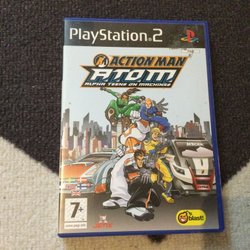 PlayStation 2
ACTION MAN
A.T.O.M.
ALPHA TEENS ON MACHINES
7+
blast!